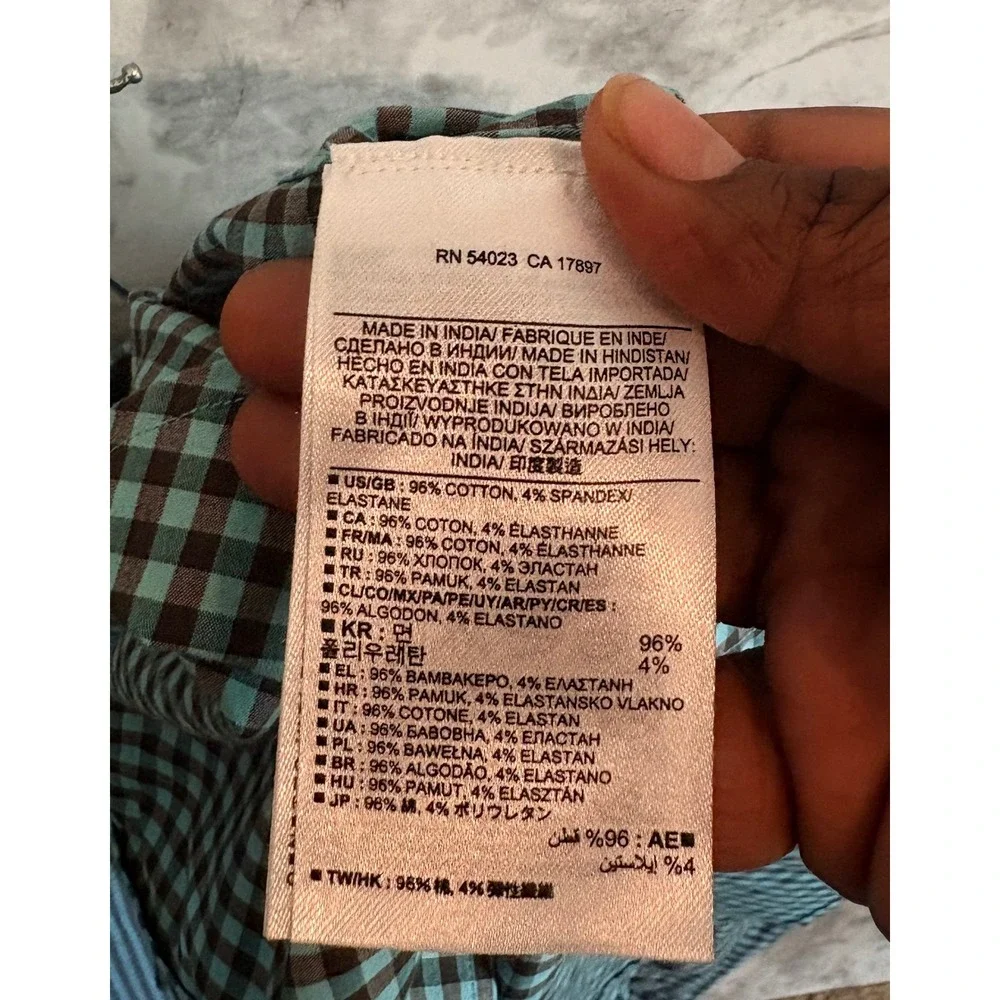 RN 54023 CA 17897
MADE IN INDIA/ FABRIQUE EN INDE/
СДЕЛАНО В ИНДИИ/ MADE IN HINDISTAN/
HECHO EN INDIA CON TELA IMPORTADA/
ΚΑΤΑΣΚΕΥΑΣΤΗΚΕ ΣΤΗΝ ΙΝΔΙΑ/ ZEMLJA
PROIZVODNJE INDIJA/ ВИРОБЛЕНО
В ІНДІЇ/ WYPRODUKOWANO W INDIA/
FABRICADO NA ÍNDIA/ SZÁRMAZÁSI HELY:
INDIA/ 印度製造
■ US/GB : 96% COTTON, 4% SPANDEX/
ELASTANE
■ CA : 96% COTON, 4% ÉLASTHANNE
■ FR/MA : 96% COTON, 4% ÉLASTHANNE
■ RU : 96% ХЛОПОК, 4% ЭЛАСТАН
■ TR : 96% PAMUK, 4% ELASTAN
■ CL/CO/MX/PA/PE/UY/AR/PY/CR/ES :
96% ALGODON, 4% ELASTANO
■ KR : 면 96%
폴리우레탄 4%
■ EL : 96% ΒΑΜΒΑΚΕΡΟ, 4% ΕΛΑΣΤΑΝΗ
■ HR : 96% PAMUK, 4% ELASTANSKO VLAKNO
■ IT : 96% COTONE, 4% ELASTAN
■ UA : 96% БАВОВНА, 4% ЕЛАСТАН
■ PL : 96% BAWEŁNA, 4% ELASTAN
■ BR : 96% ALGODÃO, 4% ELASTANO
■ HU : 96% PAMUT, 4% ELASZTÁN
■ JP : 96% 綿, 4% ポリウレタン
■AE : 96% قطن
4% إيلاستين
■ TW/HK : 96% 棉, 4% 彈性纖維